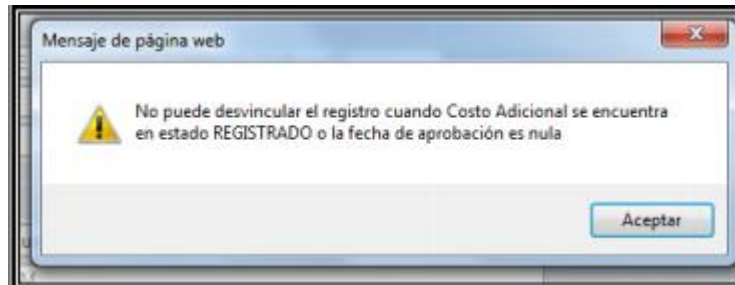 Mensaje de página web
No puede desvincular el registro cuando Costo Adicional se encuentra
en estado REGISTRADO o la fecha de aprobación es nula
Aceptar